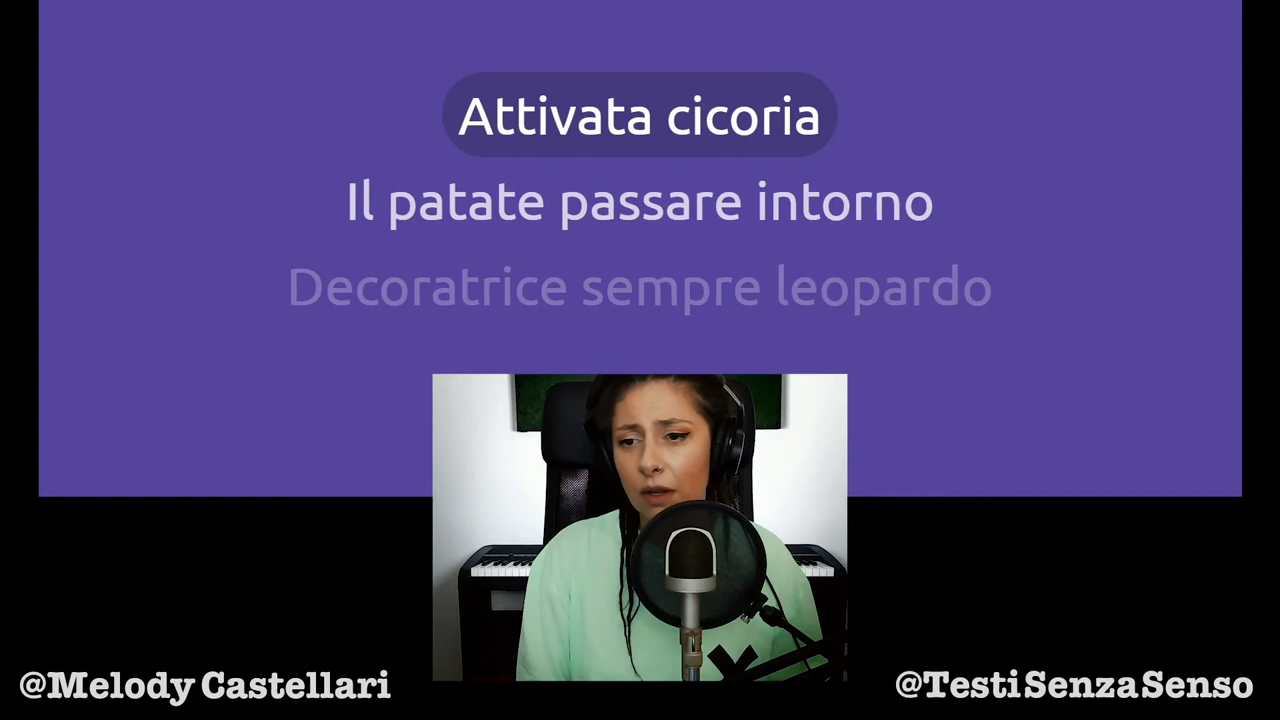 Attivata cicoria
Il patate passare intorno
Decoratrice sempre leopardo
@Melody Castellari
@TestiSenzaSenso